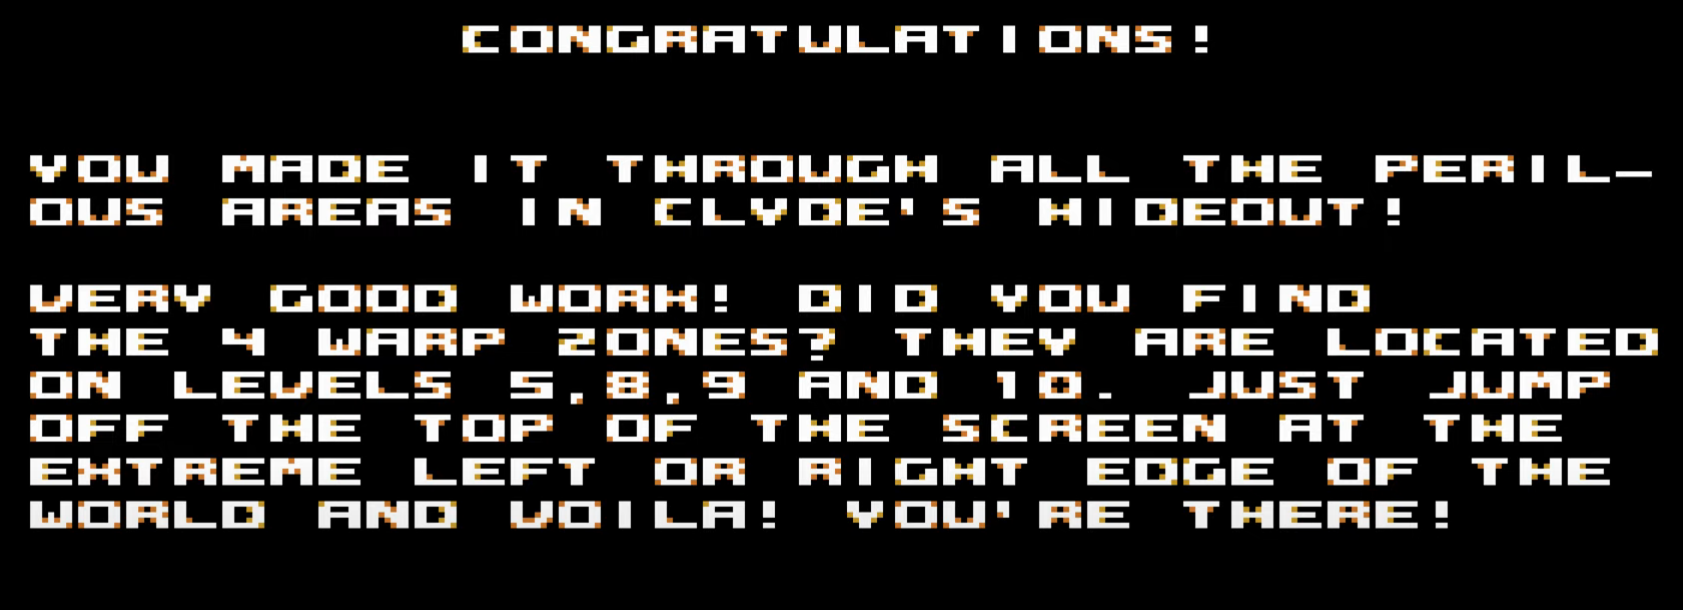 CONGRATULATIONS!
YOU MADE IT THROUGH ALL THE PERIL-
OUS AREAS IN CLYDE'S HIDEOUT!
VERY GOOD WORK! DID YOU FIND
THE 4 WARP ZONES? THEY ARE LOCATED
ON LEVELS 5,8,9 AND 10. JUST JUMP
OFF THE TOP OF THE SCREEN AT THE
EXTREME LEFT OR RIGHT EDGE OF THE
WORLD AND VOILA! YOU'RE THERE!